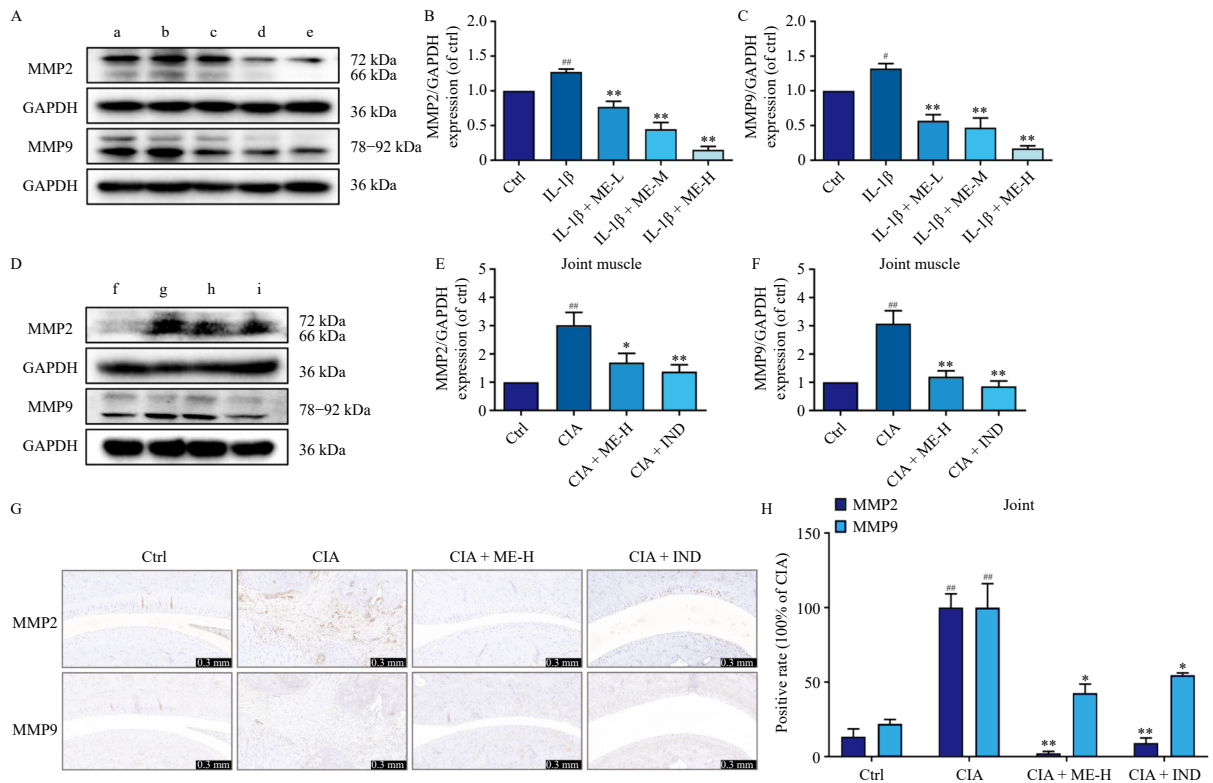 A
a b c d e
MMP2
72 kDa
66 kDa
GAPDH
36 kDa
MMP9
78−92 kDa
GAPDH
36 kDa
B
MMP2/GAPDH
expression (of ctrl)
2.0
1.5
1.0
0.5
0
##
**
**
**
Ctrl
IL-1β
IL-1β + ME-L
IL-1β + ME-M
IL-1β + ME-H
C
MMP9/GAPDH
expression (of ctrl)
2.0
1.5
1.0
0.5
0
#
**
**
**
Ctrl
IL-1β
IL-1β + ME-L
IL-1β + ME-M
IL-1β + ME-H
D
f g h i
MMP2
72 kDa
66 kDa
GAPDH
36 kDa
MMP9
78−92 kDa
GAPDH
36 kDa
E
Joint muscle
MMP2/GAPDH
expression (of ctrl)
5
4
3
2
1
0
##
*
**
Ctrl
CIA
CIA + ME-H
CIA + IND
F
Joint muscle
MMP9/GAPDH
expression (of ctrl)
5
4
3
2
1
0
##
**
**
Ctrl
CIA
CIA + ME-H
CIA + IND
G
Ctrl CIA CIA + ME-H CIA + IND
MMP2
0.3 mm 0.3 mm 0.3 mm 0.3 mm
MMP9
0.3 mm 0.3 mm 0.3 mm 0.3 mm
H
MMP2
MMP9
Joint
Positive rate (100% of CIA)
150
100
50
0
## ##
** *
** *
Ctrl CIA CIA + ME-H CIA + IND